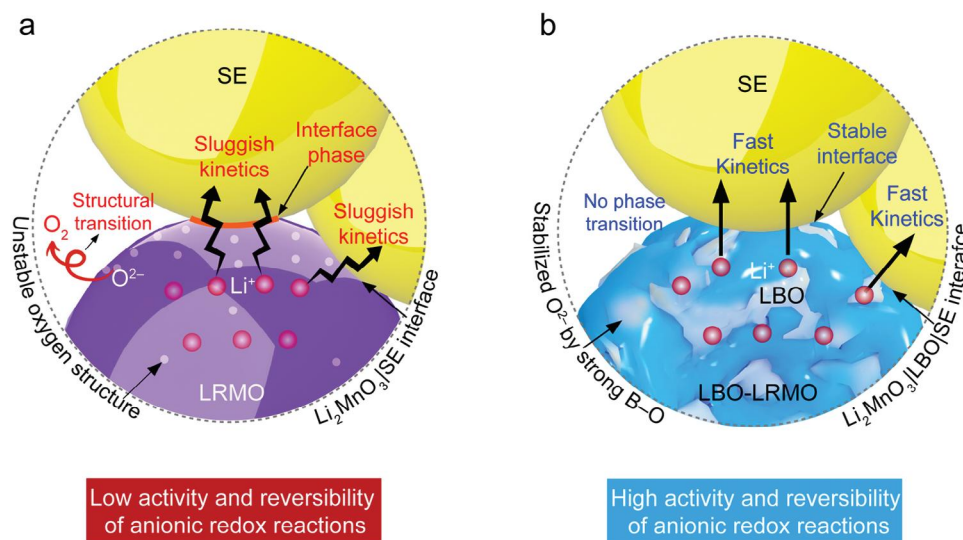 a
SE
Sluggish
kinetics
Interface
phase
Structural
transition
Sluggish
kinetics
O₂
O²⁻
Li⁺
Unstable oxygen structure
LRMO
Li₂MnO₃|SE interface
Low activity and reversibility
of anionic redox reactions
b
SE
Fast
Kinetics
Stable
interface
No phase
transition
Fast
Kinetics
Li⁺
LBO
Stabilized O²⁻ by strong B–O
LBO-LRMO
Li₂MnO₃|LBO|SE interafce
High activity and reversibility
of anionic redox reactions